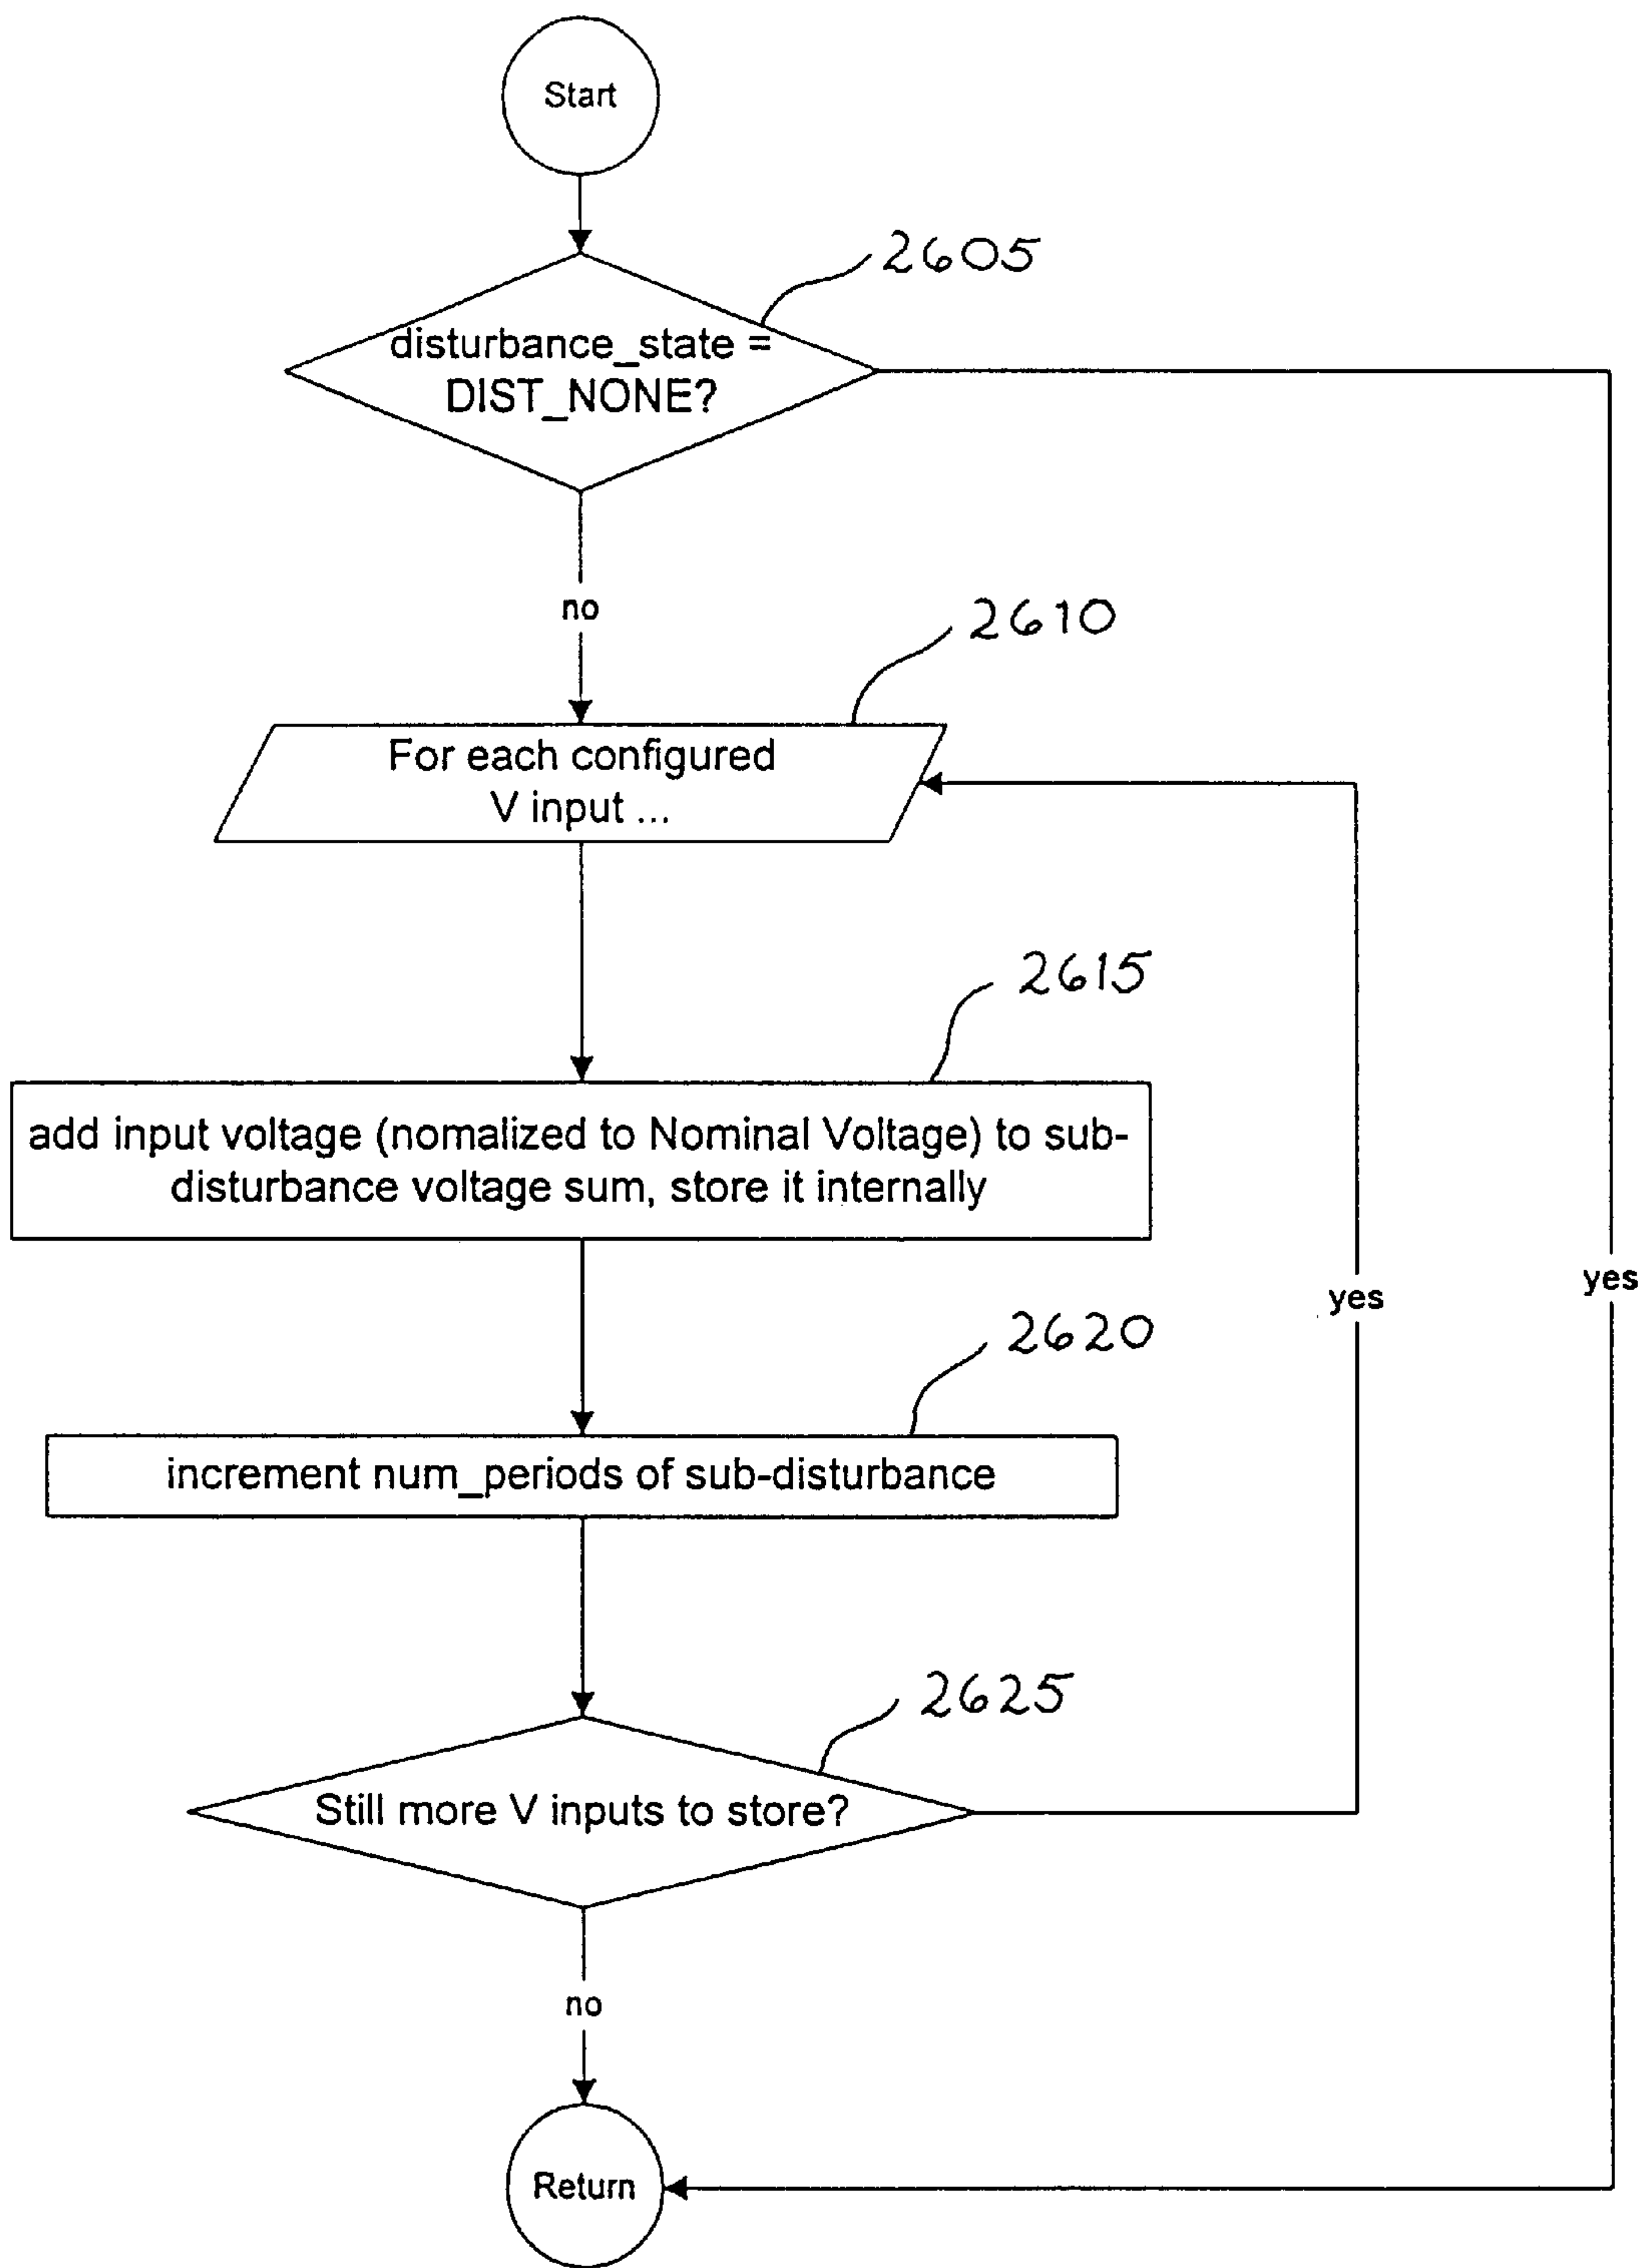 Start
2605
disturbance_state =
DIST_NONE?
no
2610
For each configured
V input ...
2615
add input voltage (nomalized to Nominal Voltage) to sub-
disturbance voltage sum, store it internally
yes
yes
2620
increment num_periods of sub-disturbance
2625
Still more V inputs to store?
no
Return